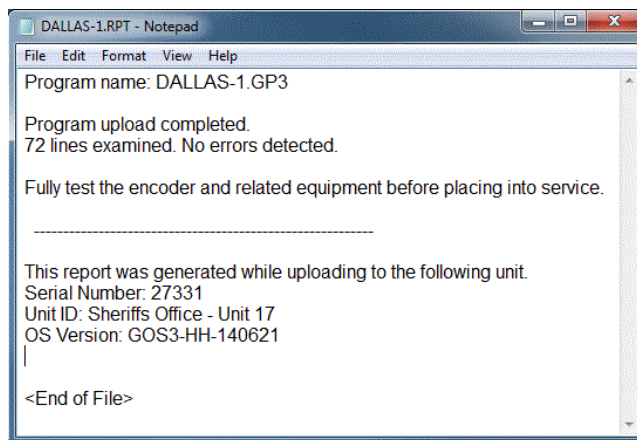 DALLAS-1.RPT - Notepad
File Edit Format View Help
Program name: DALLAS-1.GP3
Program upload completed.
72 lines examined. No errors detected.
Fully test the encoder and related equipment before placing into service.
------------------------------------------------------------
This report was generated while uploading to the following unit.
Serial Number: 27331
Unit ID: Sheriffs Office - Unit 17
OS Version: GOS3-HH-140621
<End of File>